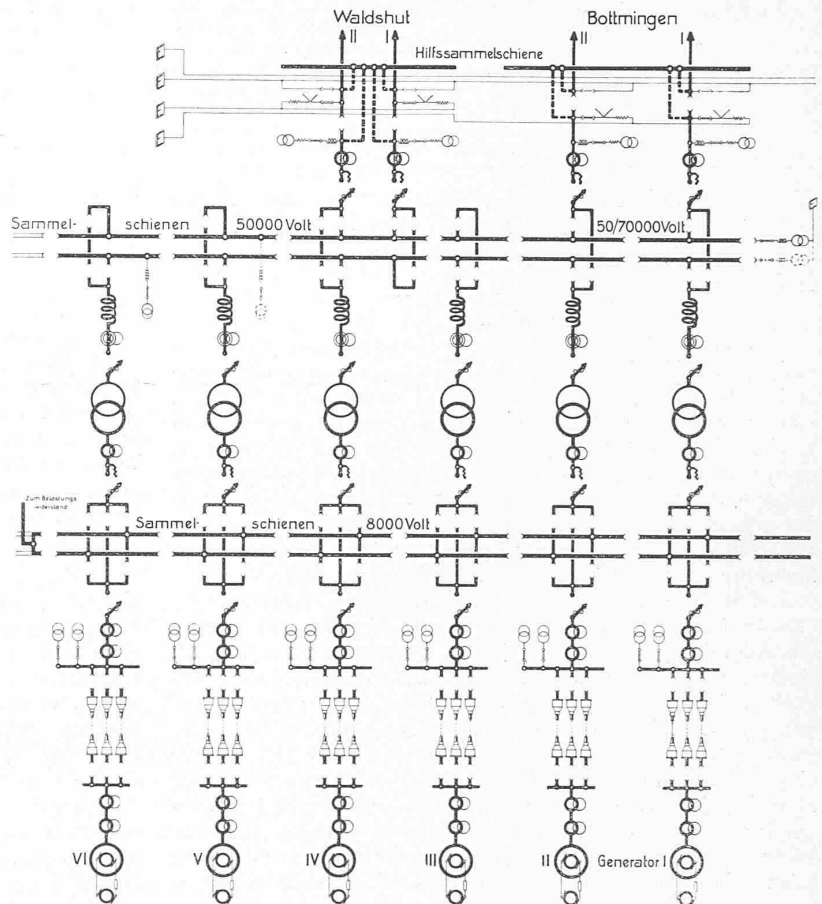 Waldshut
II I
Bottmingen
II I
Hilfssammelschiene
Sammel- schienen 50000 Volt 50/70000 Volt
Zum Belastungs
widerstand
Sammel- schienen 8000 Volt
VI V IV III II Generator I